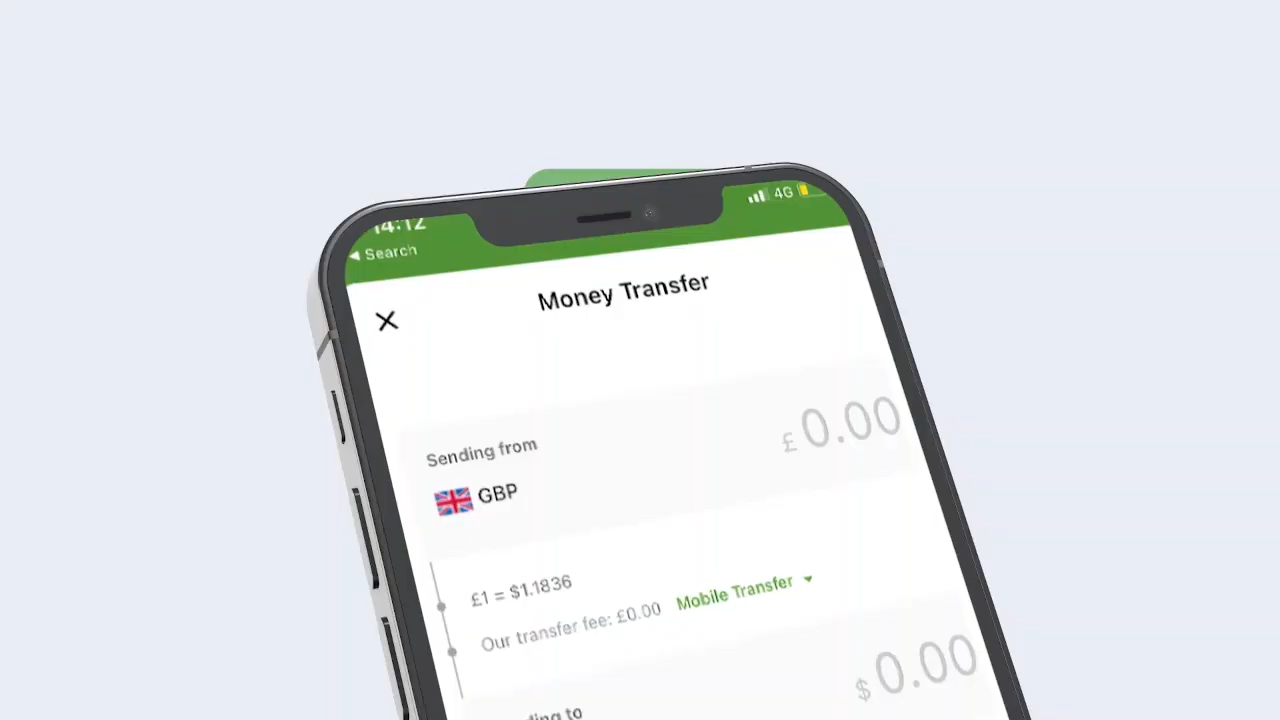 14:12
4G
◀ Search
Money Transfer
£ 0.00
Sending from
GBP
£1 = $1.1836
Our transfer fee: £0.00 Mobile Transfer
$ 0.00
to